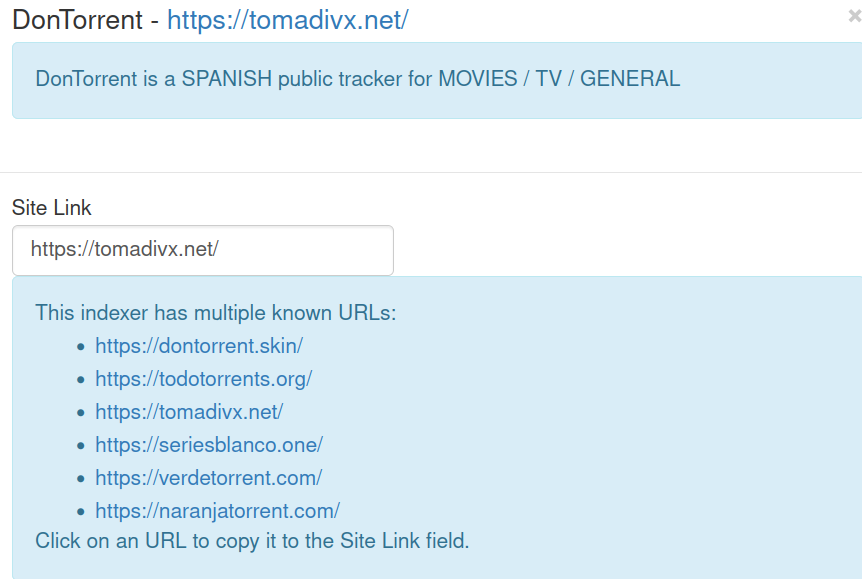 DonTorrent - https://tomadivx.net/
×
DonTorrent is a SPANISH public tracker for MOVIES / TV / GENERAL
Site Link
https://tomadivx.net/
This indexer has multiple known URLs:
• https://dontorrent.skin/
• https://todotorrents.org/
• https://tomadivx.net/
• https://seriesblanco.one/
• https://verdetorrent.com/
• https://naranjatorrent.com/
Click on an URL to copy it to the Site Link field.